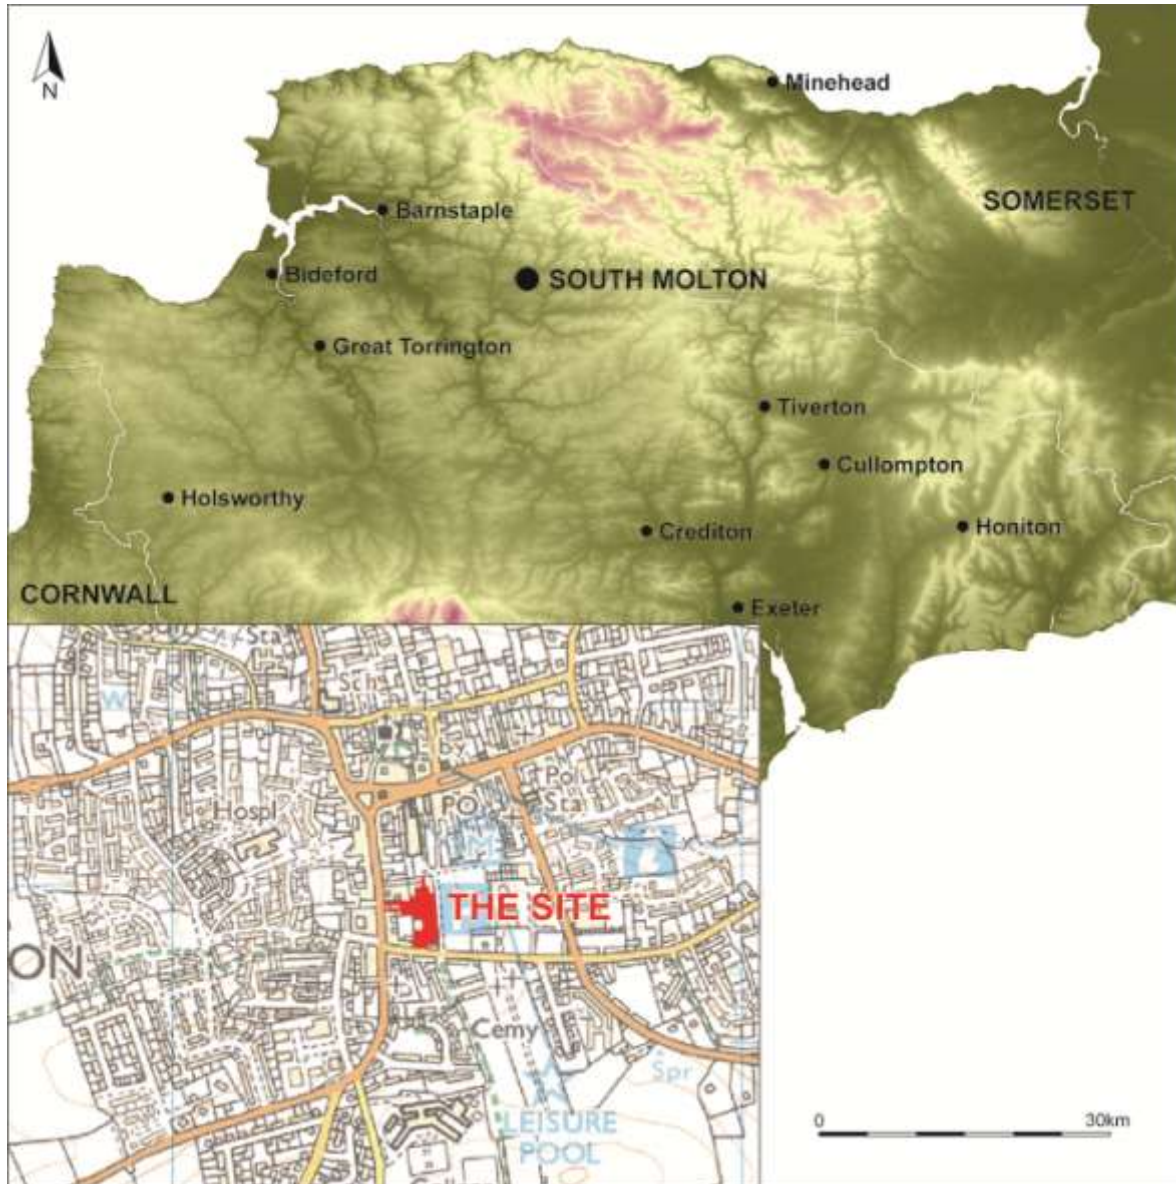 N
Minehead
SOMERSET
Barnstaple
Bideford
SOUTH MOLTON
Great Torrington
Tiverton
Cullompton
Holsworthy
Crediton
Honiton
CORNWALL
Exeter
Sta
Sch
W
Hospl
PO
Pol
Sta
M
THE SITE
ON
Cemy
Spr
LEISURE
POOL
0 30km